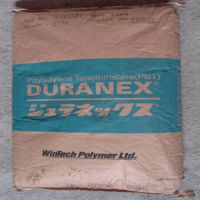 Polybutylene Terephthalate(PBT)
DURANEX®
ジュラネックス
WinTech Polymer Ltd.